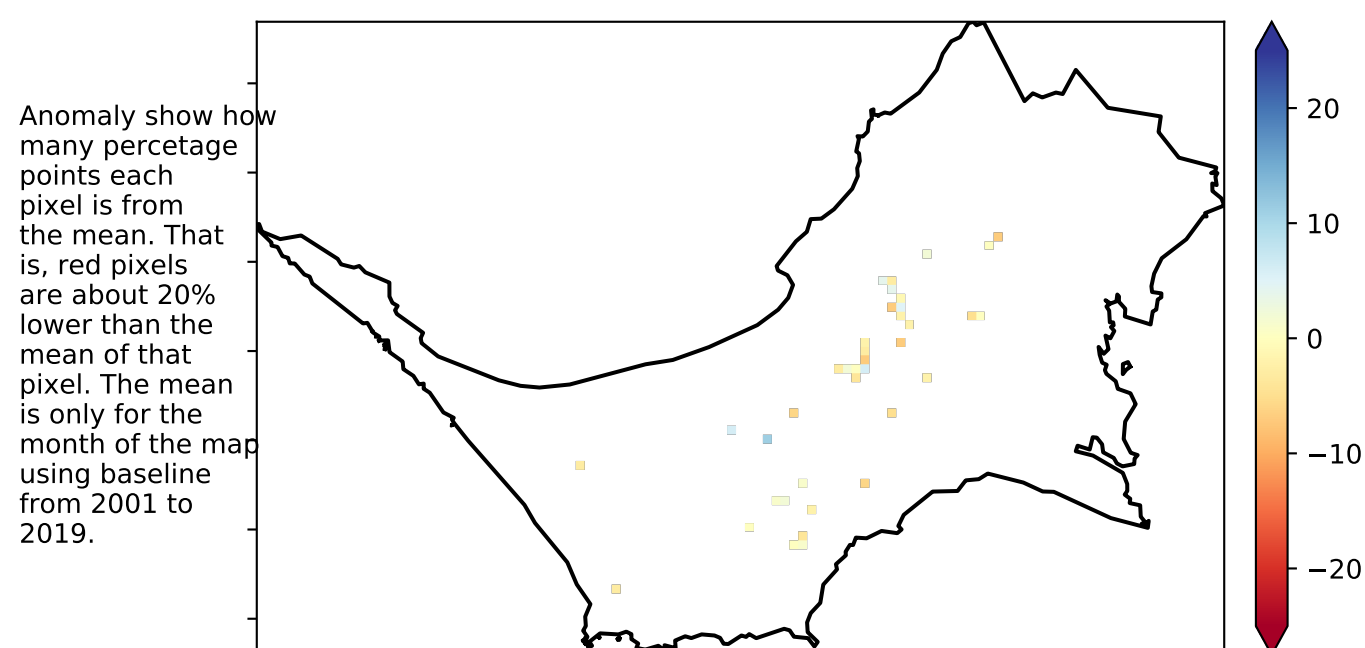 Anomaly show how
many percetage
points each
pixel is from
the mean. That
is, red pixels
are about 20%
lower than the
mean of that
pixel. The mean
is only for the
month of the map
using baseline
from 2001 to
2019.
20
10
0
−10
−20